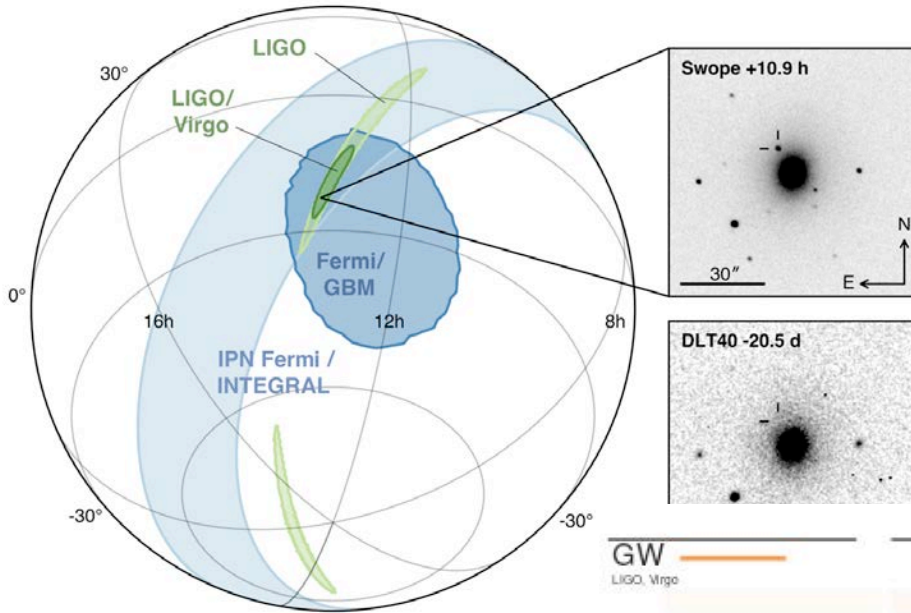 LIGO
30°
LIGO/
Virgo
Fermi/
GBM
0°
16h
12h
8h
IPN Fermi /
INTEGRAL
-30°
-30°
Swope +10.9 h
N
30″
E
DLT40 -20.5 d
GW
LIGO, Virgo